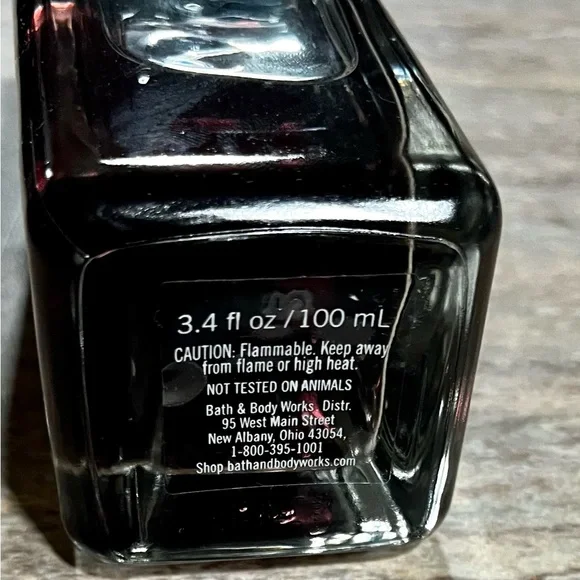 3.4 fl oz / 100 mL
CAUTION: Flammable. Keep away
from flame or high heat.
NOT TESTED ON ANIMALS
Bath & Body Works, Distr.
95 West Main Street
New Albany, Ohio 43054,
1-800-395-1001
Shop bathandbodyworks.com